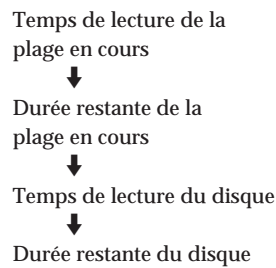 Temps de lecture de la
plage en cours
Durée restante de la
plage en cours
Temps de lecture du disque
Durée restante du disque